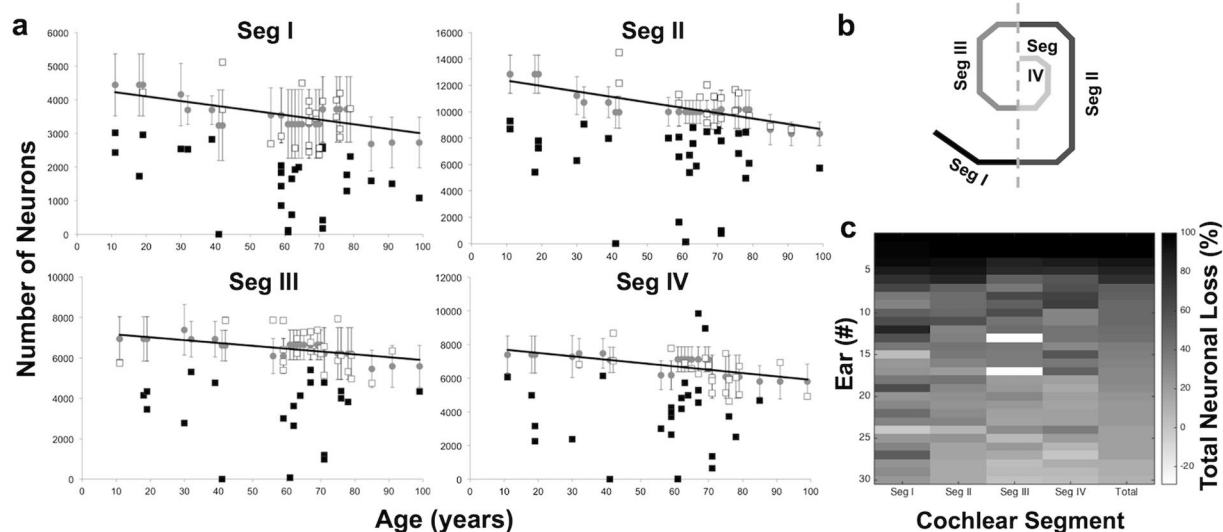 a
Seg I
6000
5000
4000
3000
2000
1000
0
0 10 20 30 40 50 60 70 80 90 100
Seg II
16000
14000
12000
10000
8000
6000
4000
2000
0
0 10 20 30 40 50 60 70 80 90 100
Seg III
10000
8000
6000
4000
2000
0
0 10 20 30 40 50 60 70 80 90 100
Seg IV
12000
10000
8000
6000
4000
2000
0
0 10 20 30 40 50 60 70 80 90 100
Number of Neurons
Age (years)
b
Seg III
Seg
IV
Seg II
Seg I
c
5
10
15
20
25
30
Ear (#)
Seg I Seg II Seg III Seg IV Total
Cochlear Segment
100
80
60
40
20
0
-20
Total Neuronal Loss (%)